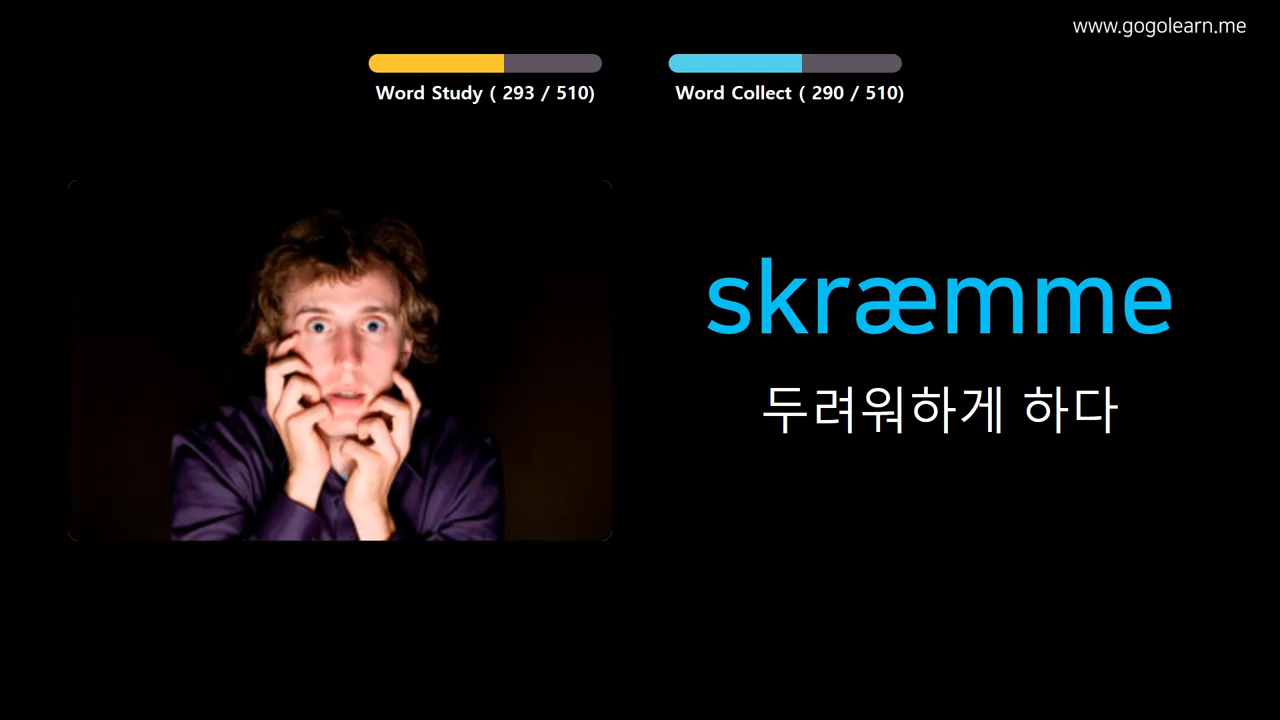 www.gogolearn.me
Word Study ( 293 / 510)
Word Collect ( 290 / 510)
skræmme
두려워하게 하다